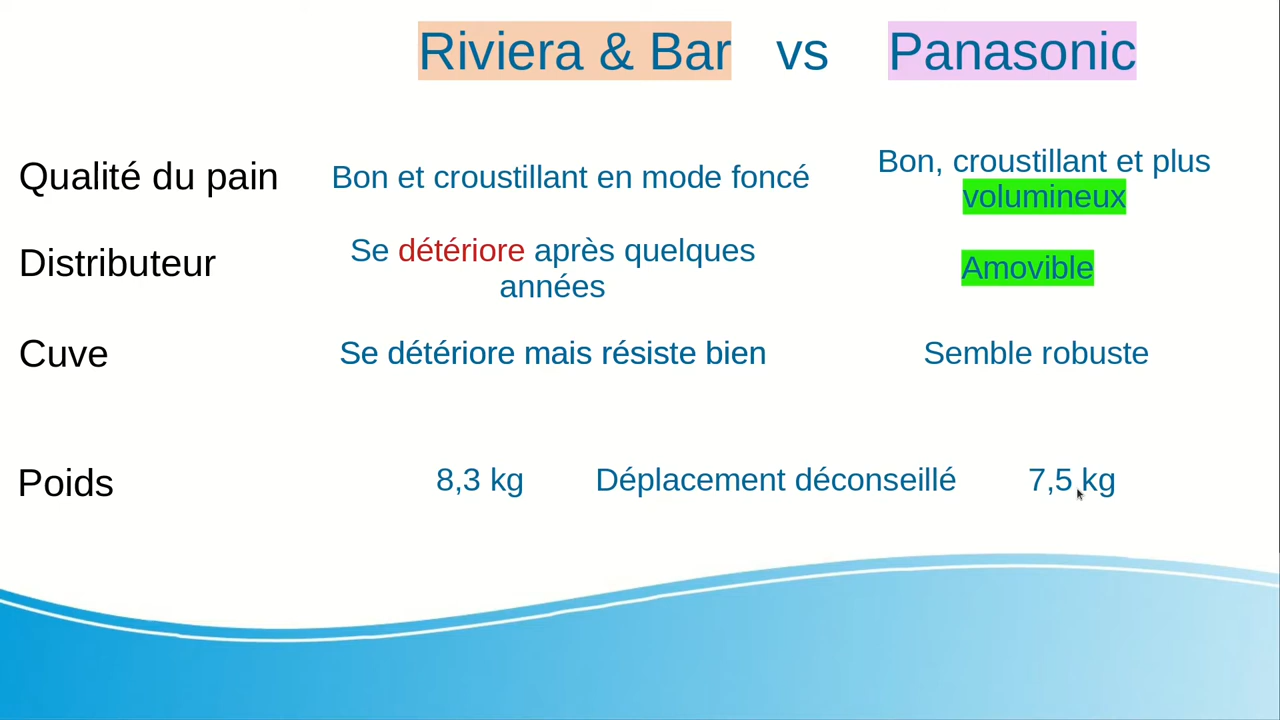 Riviera & Bar vs Panasonic
Qualité du pain
Bon et croustillant en mode foncé
Bon, croustillant et plus
volumineux
Distributeur
Se détériore après quelques
années
Amovible
Cuve
Se détériore mais résiste bien
Semble robuste
Poids
8,3 kg
Déplacement déconseillé
7,5 kg